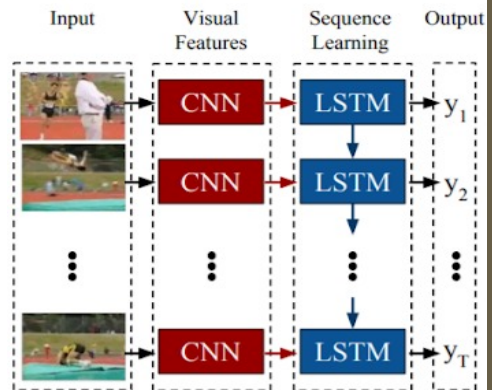 Input
Visual Features
Sequence Learning
Output
CNN
LSTM
y1
CNN
LSTM
y2
CNN
LSTM
yT